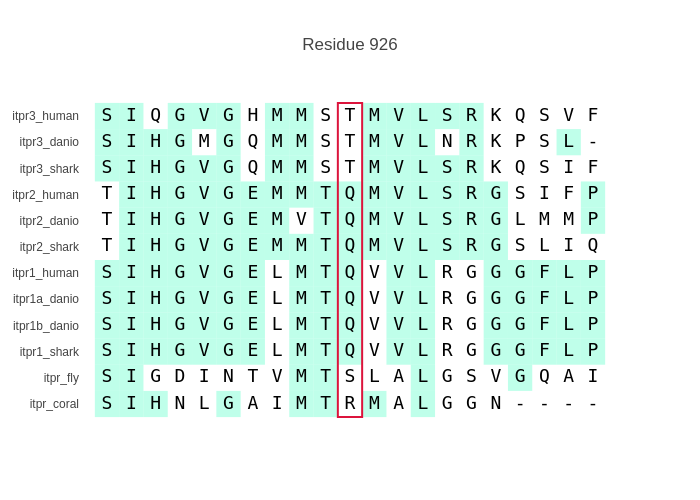 Residue 926
itpr3_human S I Q G V G H M M S T M V L S R K Q S V F
itpr3_danio S I H G M G Q M M S T M V L N R K P S L -
itpr3_shark S I H G V G Q M M S T M V L S R K Q S I F
itpr2_human T I H G V G E M M T Q M V L S R G S I F P
itpr2_danio T I H G V G E M V T Q M V L S R G L M M P
itpr2_shark T I H G V G E M M T Q M V L S R G S L I Q
itpr1_human S I H G V G E L M T Q V V L R G G G F L P
itpr1a_danio S I H G V G E L M T Q V V L R G G G F L P
itpr1b_danio S I H G V G E L M T Q V V L R G G G F L P
itpr1_shark S I H G V G E L M T Q V V L R G G G F L P
itpr_fly S I G D I N T V M T S L A L G S V G Q A I
itpr_coral S I H N L G A I M T R M A L G G N - - - -